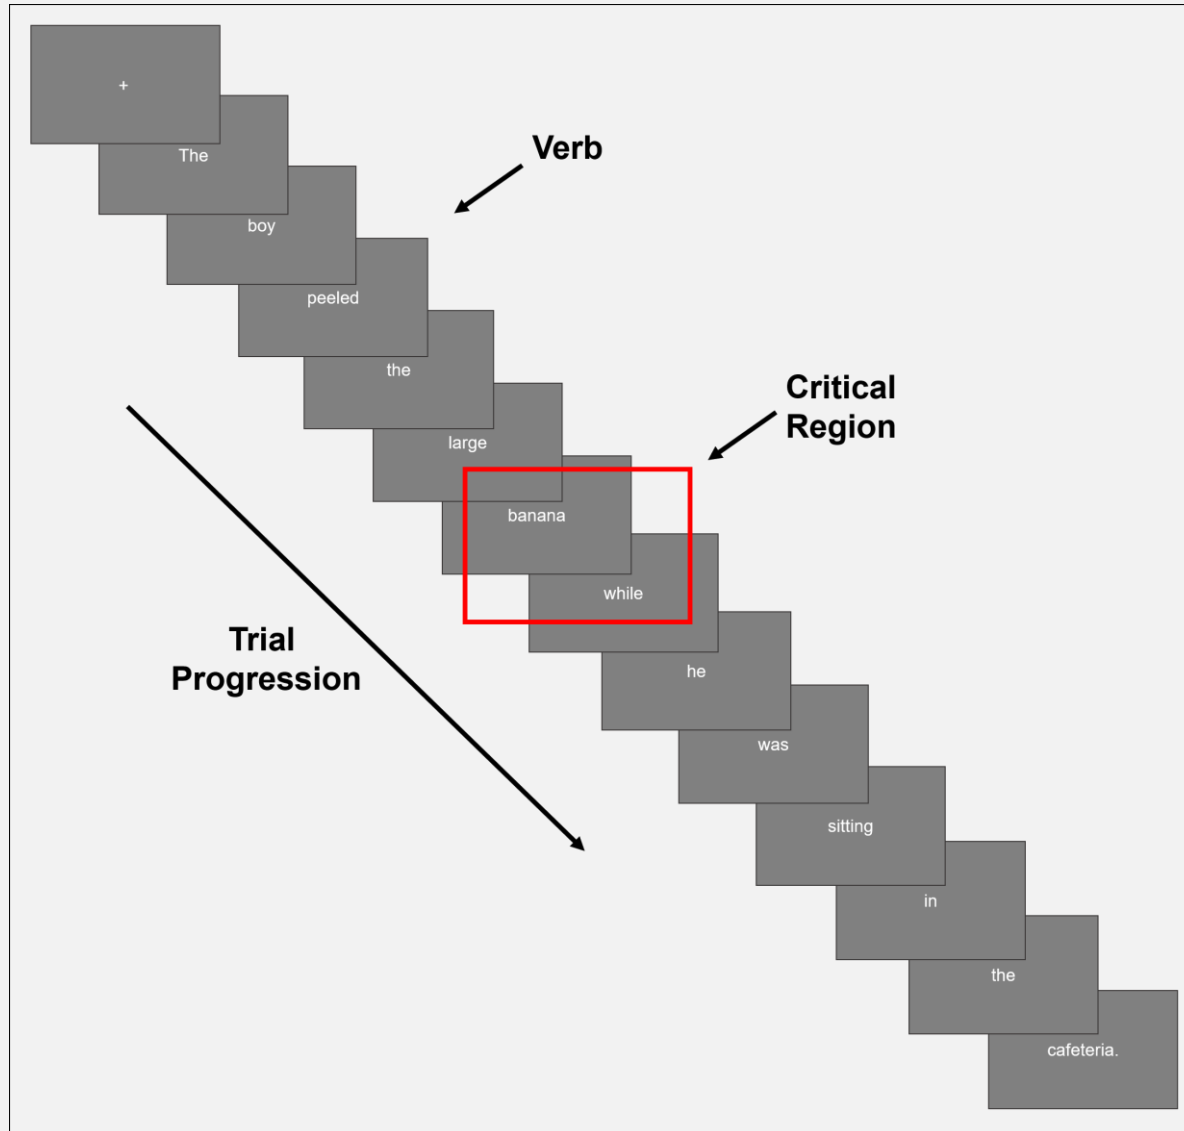 +
The
Verb
boy
peeled
the
Critical
Region
large
banana
while
Trial
Progression
he
was
sitting
in
the
cafeteria.